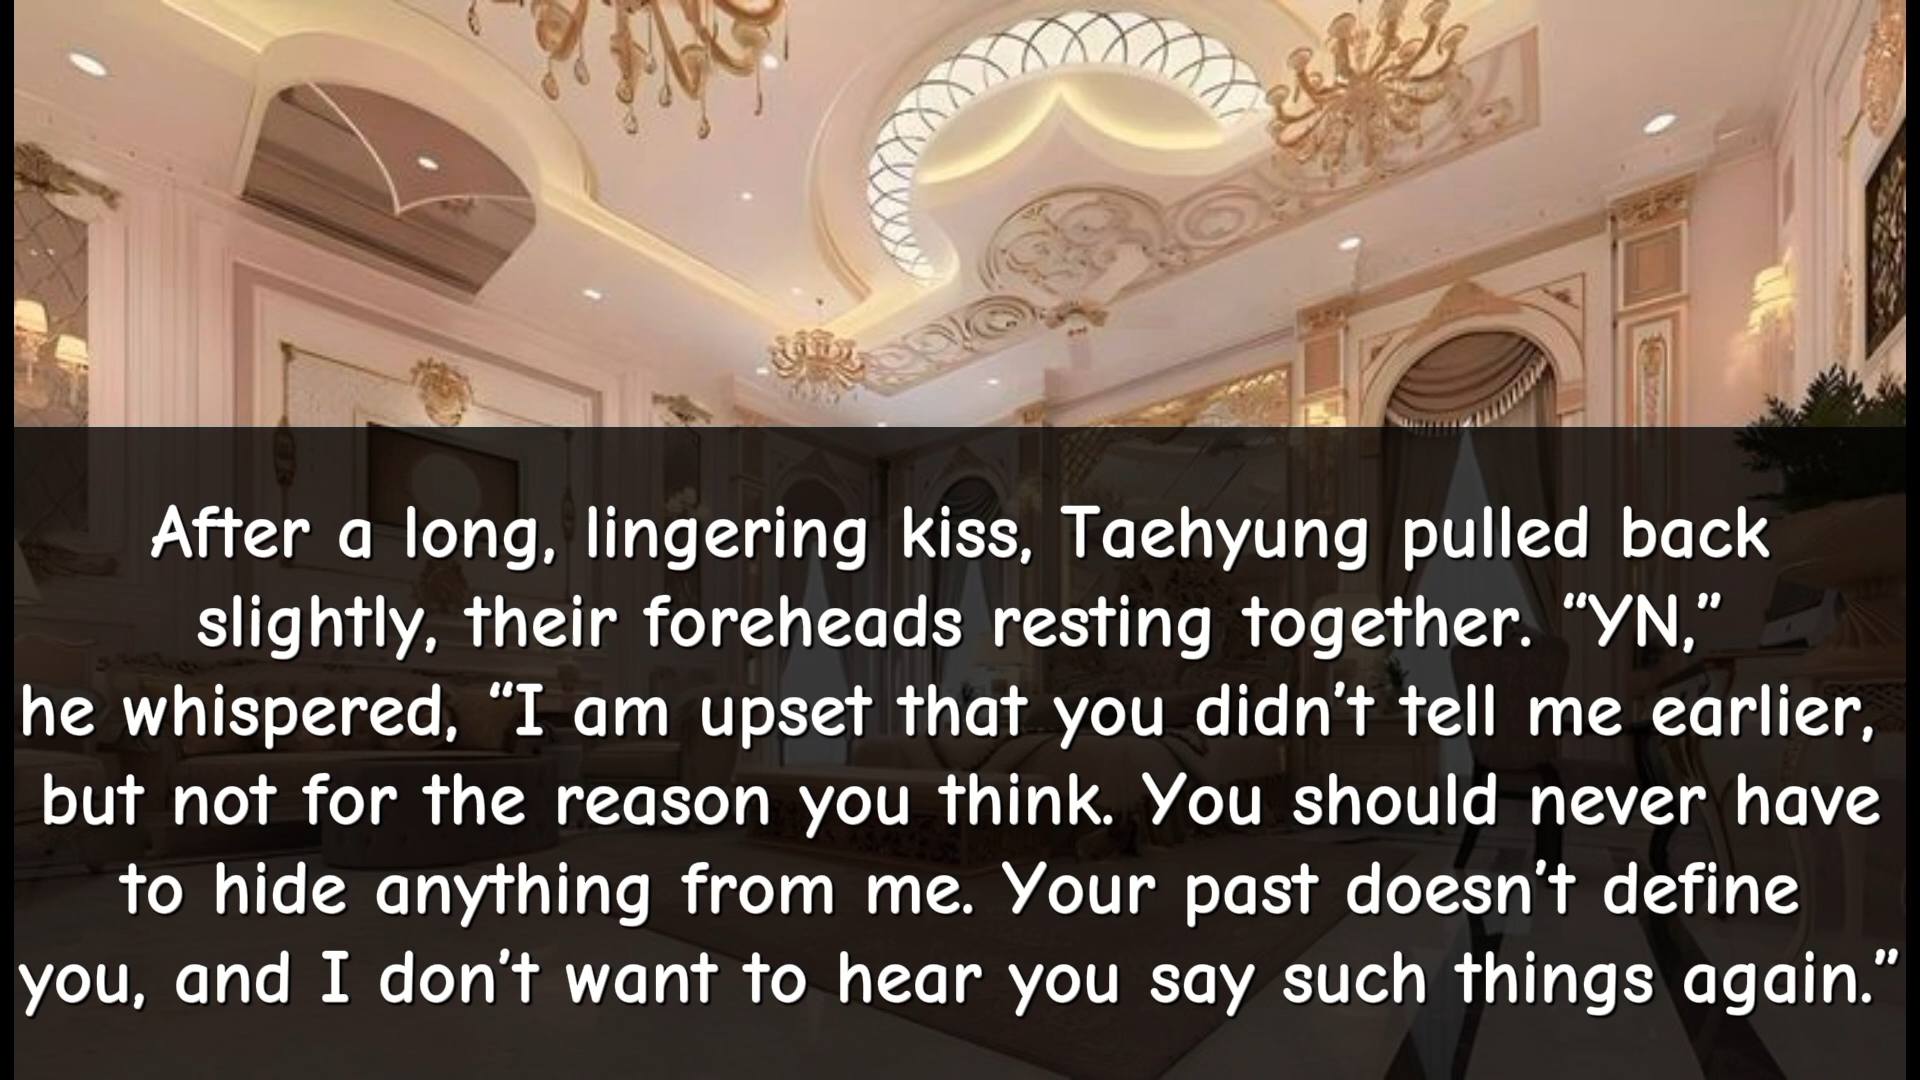 After a long, lingering kiss, Taehyung pulled back
slightly, their foreheads resting together. “YN,”
he whispered, “I am upset that you didn’t tell me earlier,
but not for the reason you think. You should never have
to hide anything from me. Your past doesn’t define
you, and I don’t want to hear you say such things again.”